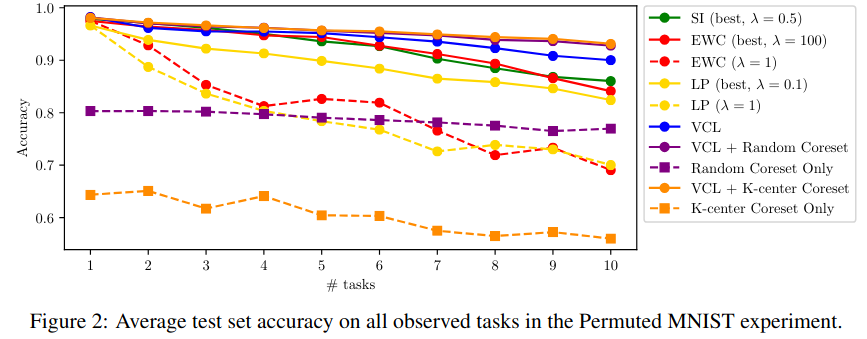 1.0
0.9
0.8
0.7
0.6
Accuracy
1 2 3 4 5 6 7 8 9 10
# tasks
SI (best, λ = 0.5)
EWC (best, λ = 100)
EWC (λ = 1)
LP (best, λ = 0.1)
LP (λ = 1)
VCL
VCL + Random Coreset
Random Coreset Only
VCL + K-center Coreset
K-center Coreset Only
Figure 2: Average test set accuracy on all observed tasks in the Permuted MNIST experiment.